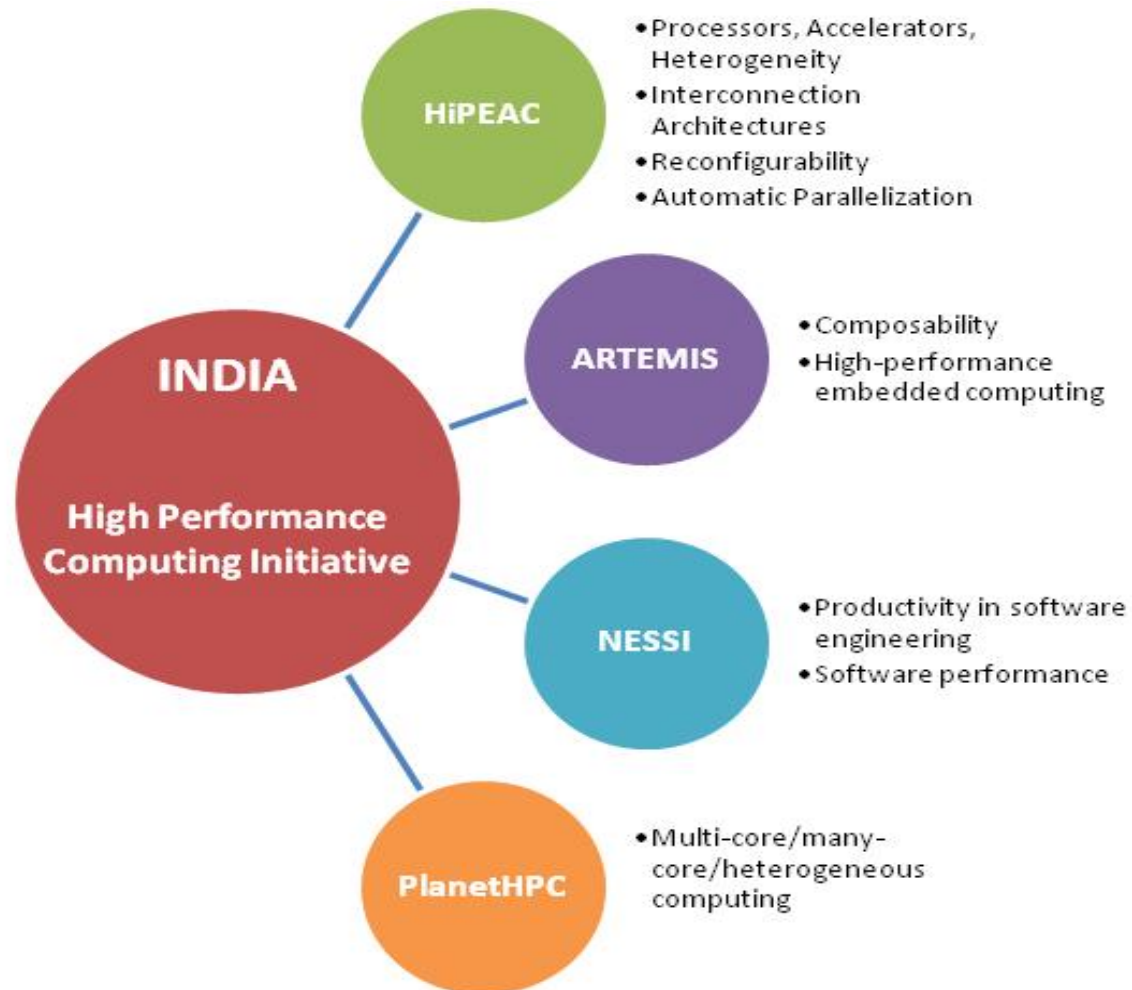 HiPEAC
•Processors, Accelerators,
Heterogeneity
•Interconnection
Architectures
•Reconfigurability
•Automatic Parallelization
INDIA
High Performance
Computing Initiative
ARTEMIS
•Composability
•High-performance
embedded computing
NESSI
•Productivity in software
engineering
•Software performance
PlanetHPC
•Multi-core/many-
core/heterogeneous
computing